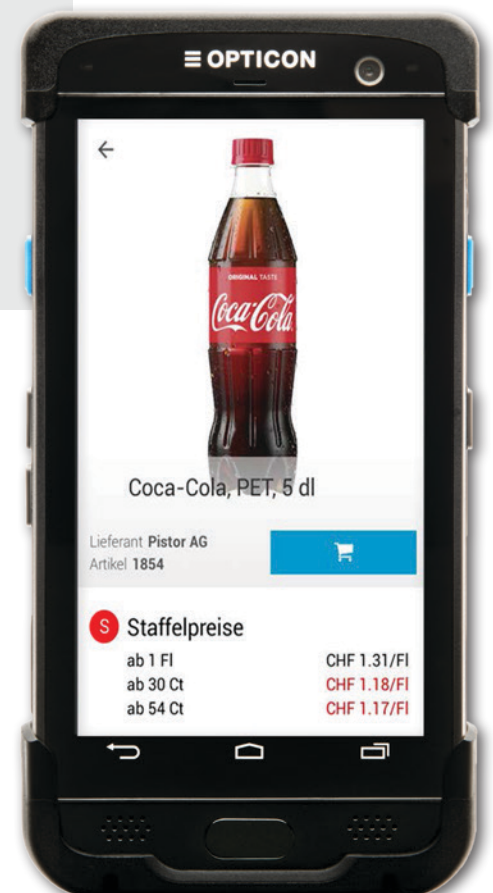 OPTICON
ORIGINAL TASTE
Coca-Cola
Coca-Cola, PET, 5 dl
Lieferant Pistor AG
Artikel 1854
S Staffelpreise
ab 1 Fl CHF 1.31/Fl
ab 30 Ct CHF 1.18/Fl
ab 54 Ct CHF 1.17/Fl